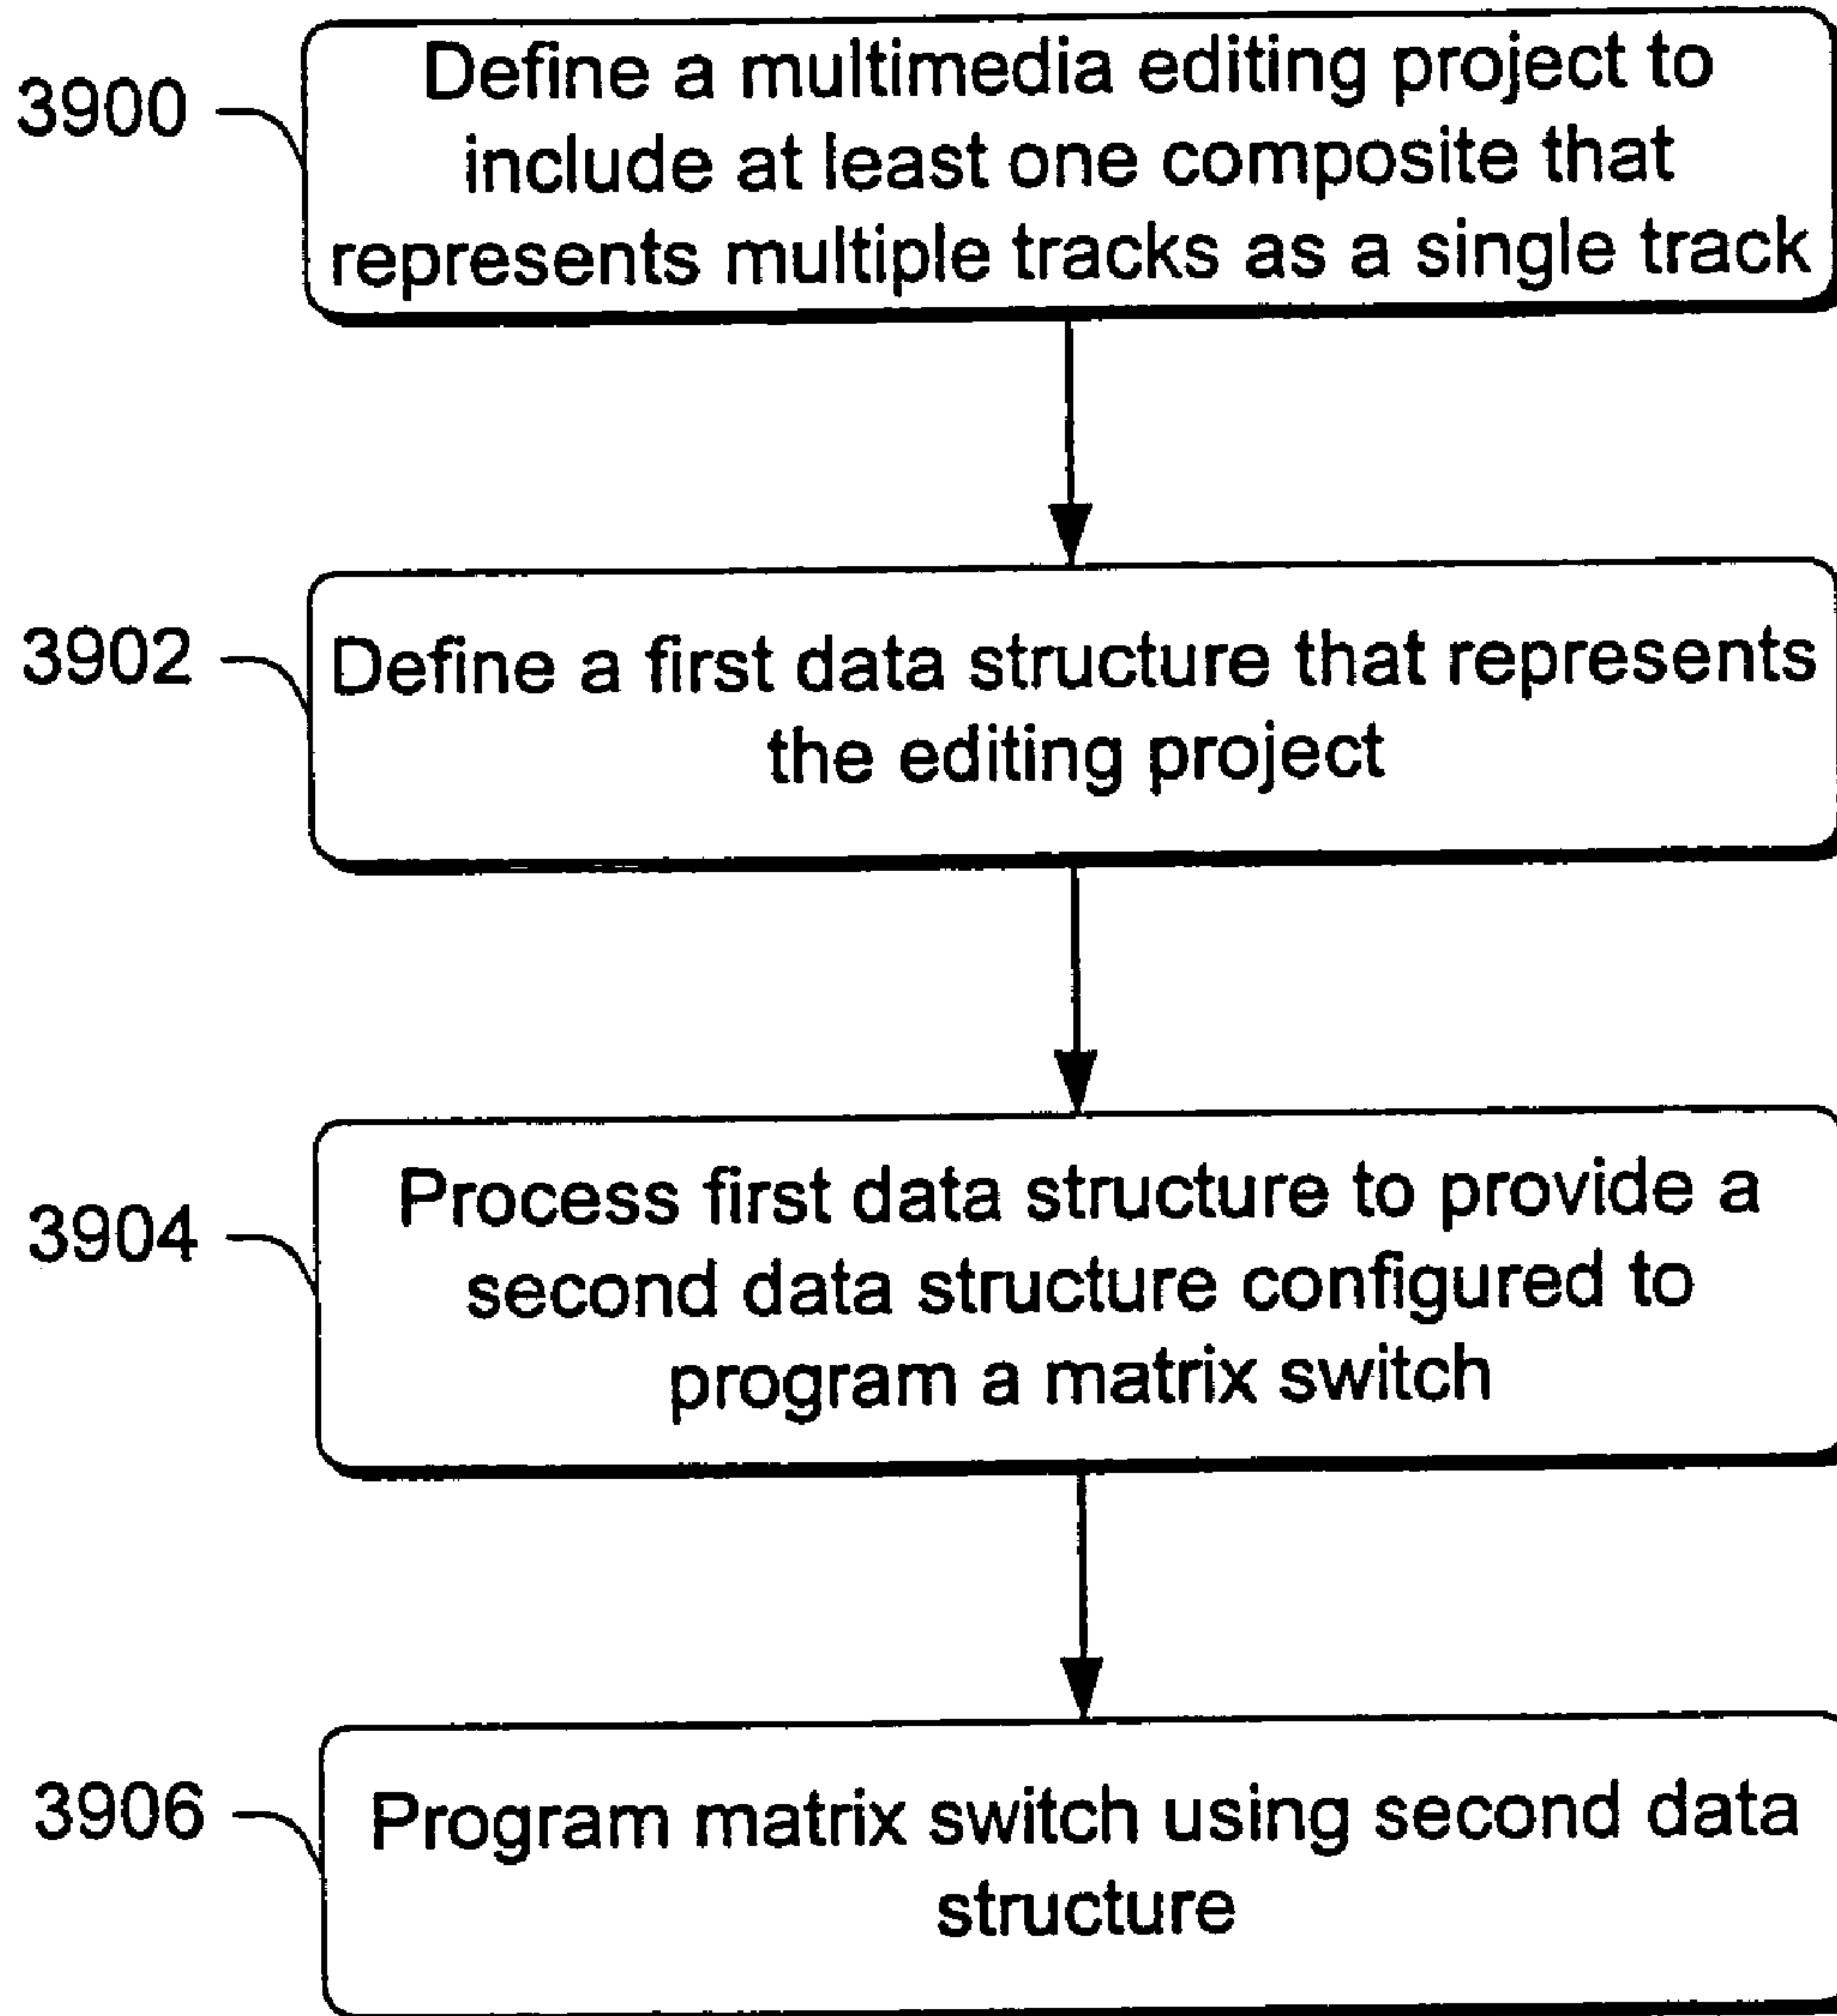 3900
Define a multimedia editing project to
include at least one composite that
represents multiple tracks as a single track
3902
Define a first data structure that represents
the editing project
3904
Process first data structure to provide a
second data structure configured to
program a matrix switch
3906
Program matrix switch using second data
structure